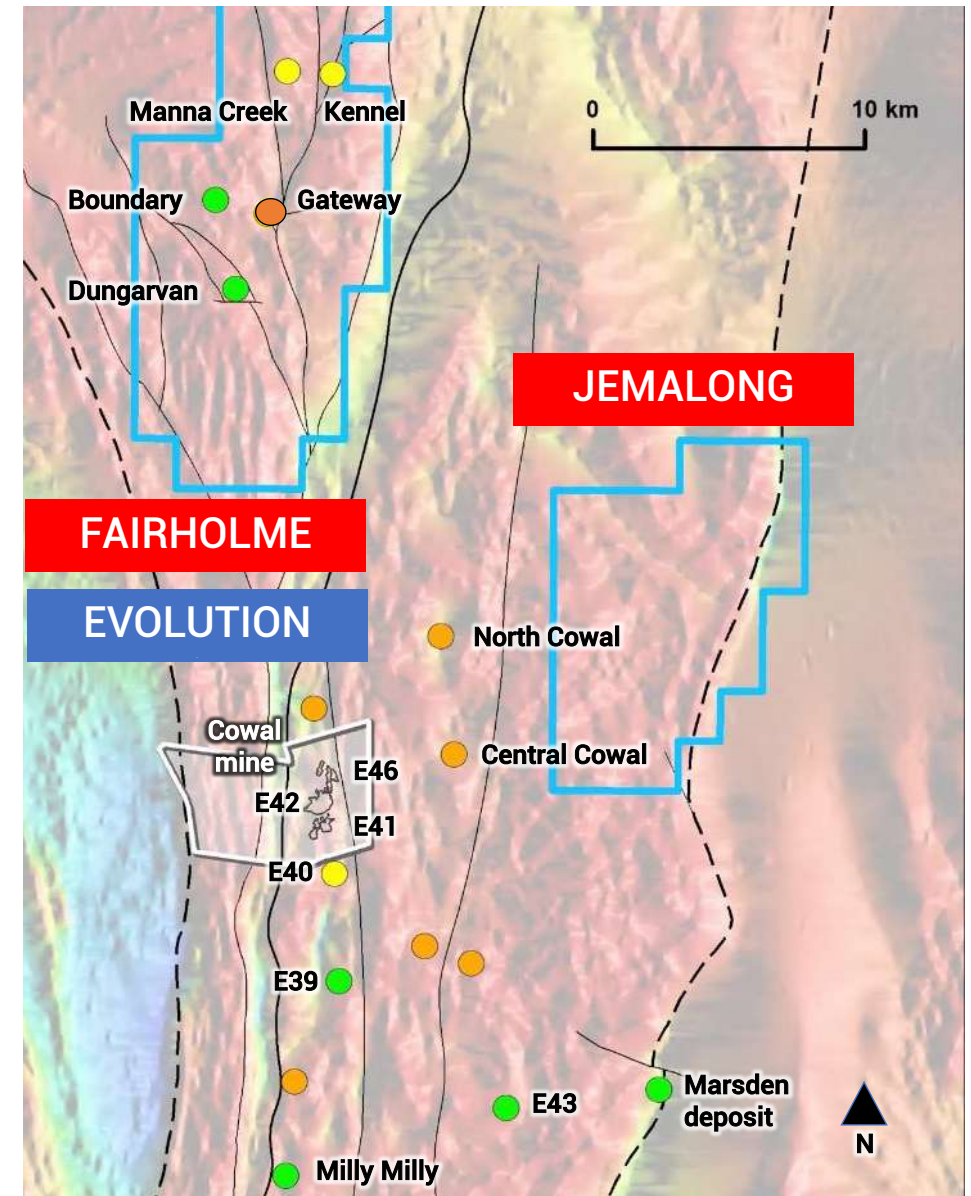 Manna Creek
Kennel
0
10 km
Boundary
Gateway
Dungarvan
JEMALONG
FAIRHOLME
EVOLUTION
North Cowal
Cowal
mine
Central Cowal
E46
E42
E41
E40
E39
Marsden
deposit
E43
N
Milly Milly